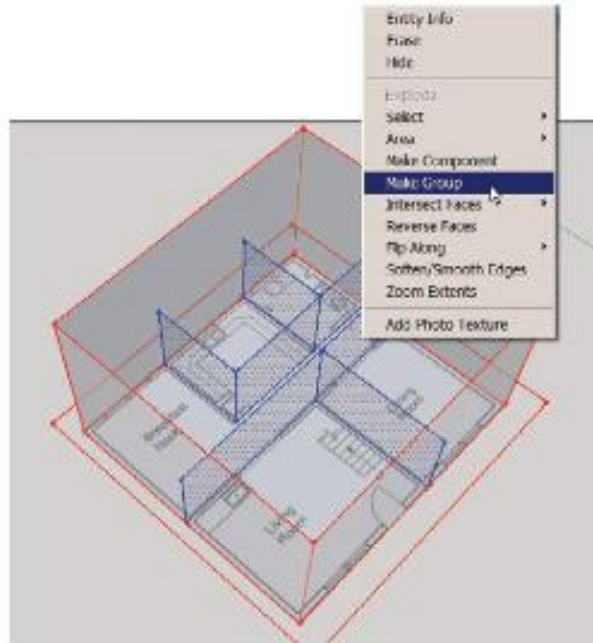 Entity Info
Erase
Hide
Explode
Select
Area
Make Component
Make Group
Intersect Faces
Reverse Faces
Flip Along
Soften/Smooth Edges
Zoom Extents
Add Photo Texture